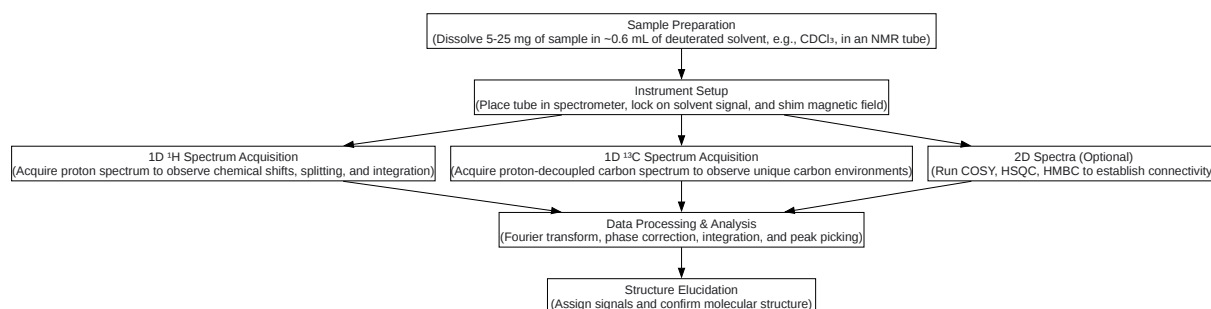 Sample Preparation
(Dissolve 5-25 mg of sample in ~0.6 mL of deuterated solvent, e.g., CDCl₃, in an NMR tube)
Instrument Setup
(Place tube in spectrometer, lock on solvent signal, and shim magnetic field)
1D ¹H Spectrum Acquisition
(Acquire proton spectrum to observe chemical shifts, splitting, and integration)
1D ¹³C Spectrum Acquisition
(Acquire proton-decoupled carbon spectrum to observe unique carbon environments)
2D Spectra (Optional)
(Run COSY, HSQC, HMBC to establish connectivity)
Data Processing & Analysis
(Fourier transform, phase correction, integration, and peak picking)
Structure Elucidation
(Assign signals and confirm molecular structure)